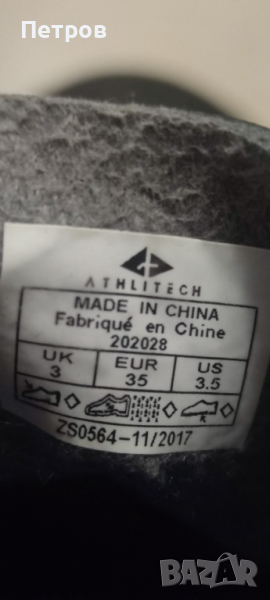 Петров
ATHLITECH
MADE IN CHINA
Fabriqué en Chine
202028
UK EUR US
3 35 3.5
ZS0564-11/2017
BAZAR